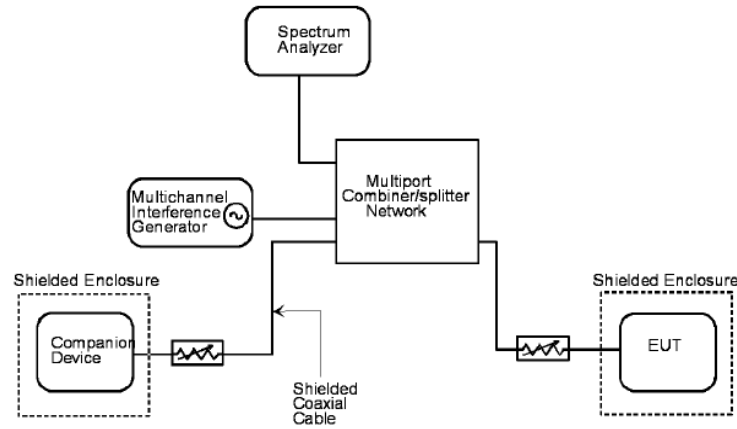 Spectrum
Analyzer
Multiport
Combiner/splitter
Network
Multichannel
Interference
Generator
Shielded Enclosure
Shielded Enclosure
Companion
Device
EUT
Shielded
Coaxial
Cable